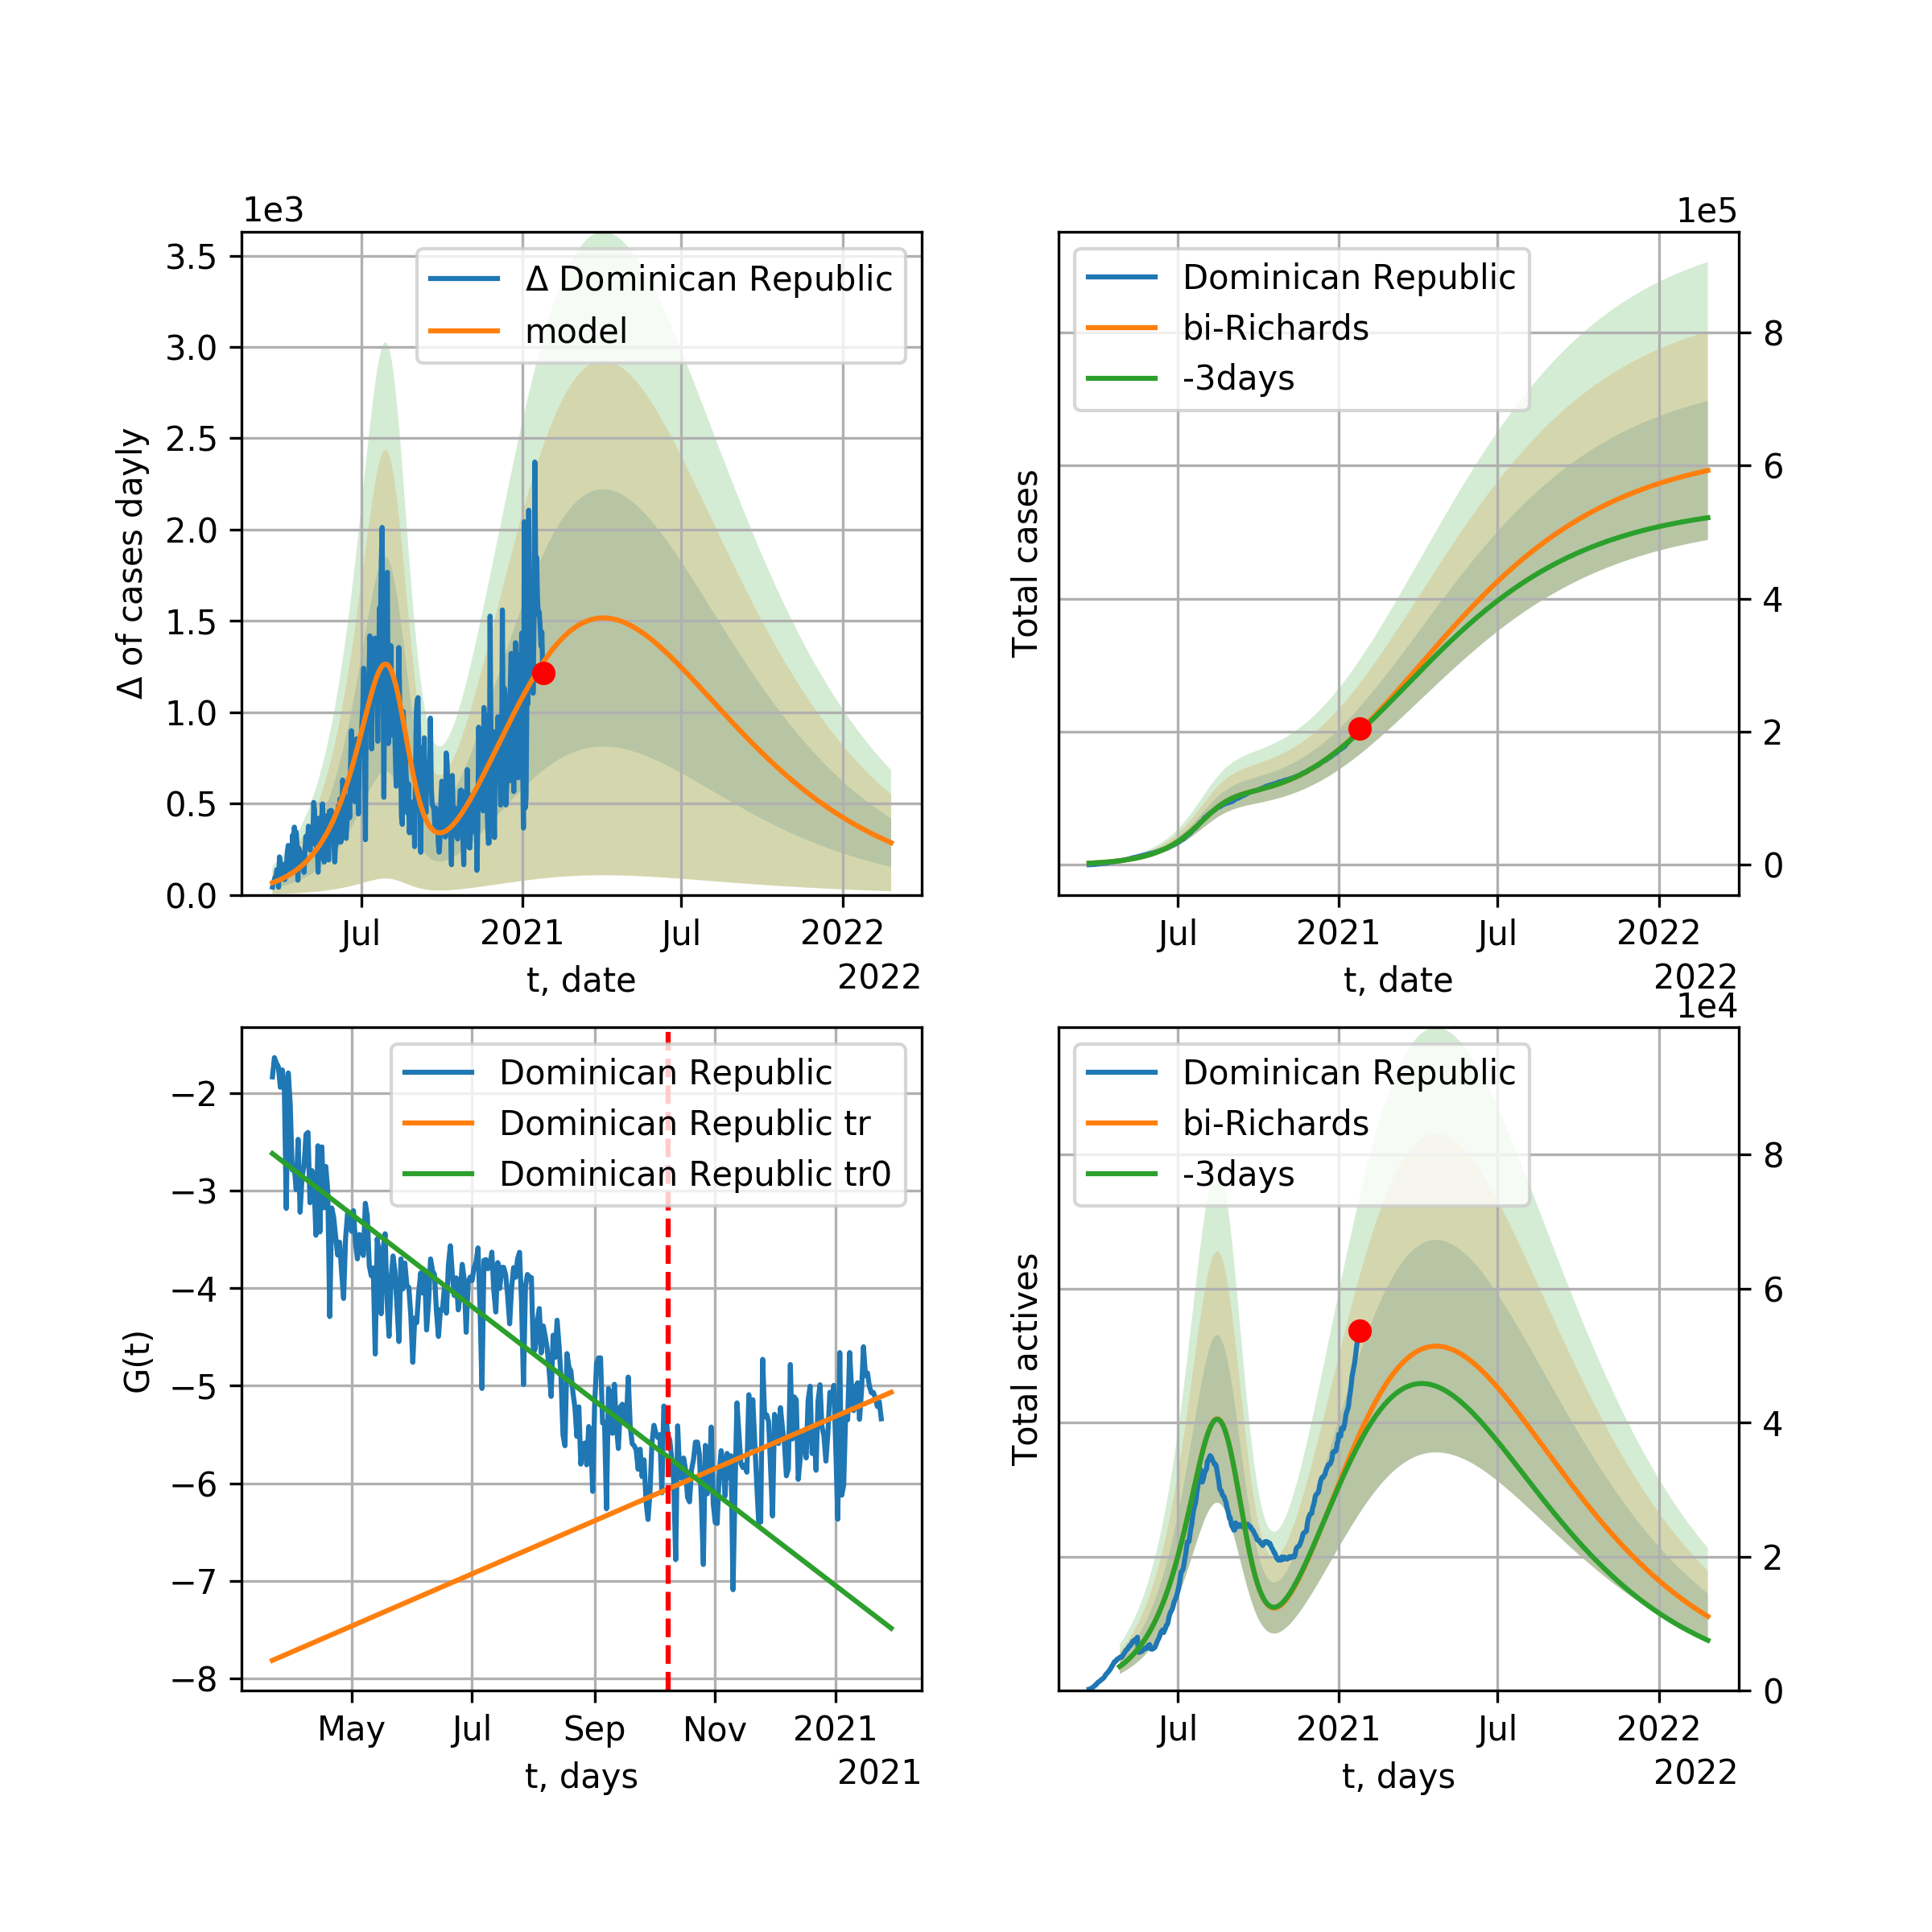 1e3
3.5
3.0
2.5
2.0
1.5
1.0
0.5
0.0
Δ of cases dayly
Δ Dominican Republic
model
Jul
2021
Jul
2022
t, date
2022
1e5
Total cases
Dominican Republic
bi-Richards
-3days
8
6
4
2
0
Jul
2021
Jul
2022
t, date
2022
−2
−3
−4
−5
−6
−7
−8
G(t)
Dominican Republic
Dominican Republic tr
Dominican Republic tr0
May
Jul
Sep
Nov
2021
t, days
2021
1e4
Total actives
Dominican Republic
bi-Richards
-3days
8
6
4
2
0
Jul
2021
Jul
2022
t, days
2022